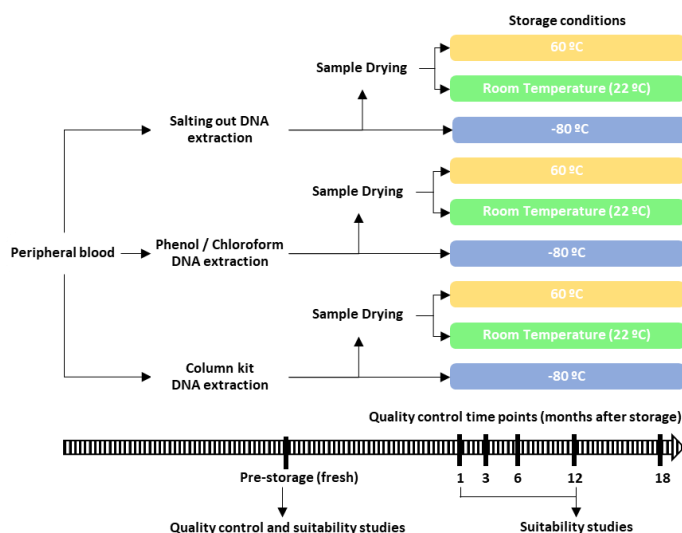 Storage conditions
60 ºC
Sample Drying
Room Temperature (22 ºC)
Salting out DNA
extraction
-80 ºC
60 ºC
Sample Drying
Room Temperature (22 ºC)
Peripheral blood
Phenol / Chloroform
DNA extraction
-80 ºC
60 ºC
Sample Drying
Room Temperature (22 ºC)
Column kit
DNA extraction
-80 ºC
Quality control time points (months after storage)
Pre-storage (fresh)
1 3 6 12 18
Quality control and suitability studies
Suitability studies